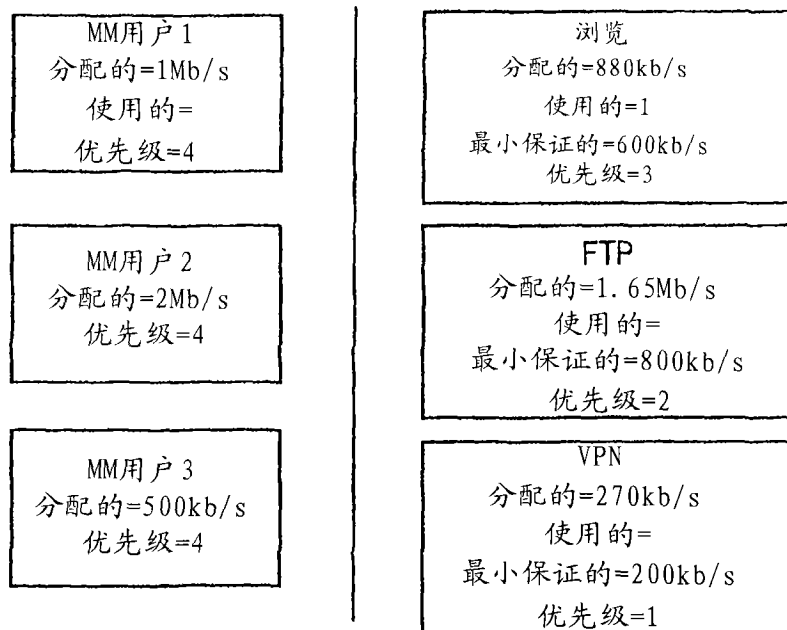 MM用户1
分配的=1Mb/s
使用的=
优先级=4
MM用户2
分配的=2Mb/s
优先级=4
MM用户3
分配的=500kb/s
优先级=4
浏览
分配的=880kb/s
使用的=1
最小保证的=600kb/s
优先级=3
FTP
分配的=1.65Mb/s
使用的=
最小保证的=800kb/s
优先级=2
VPN
分配的=270kb/s
使用的=
最小保证的=200kb/s
优先级=1